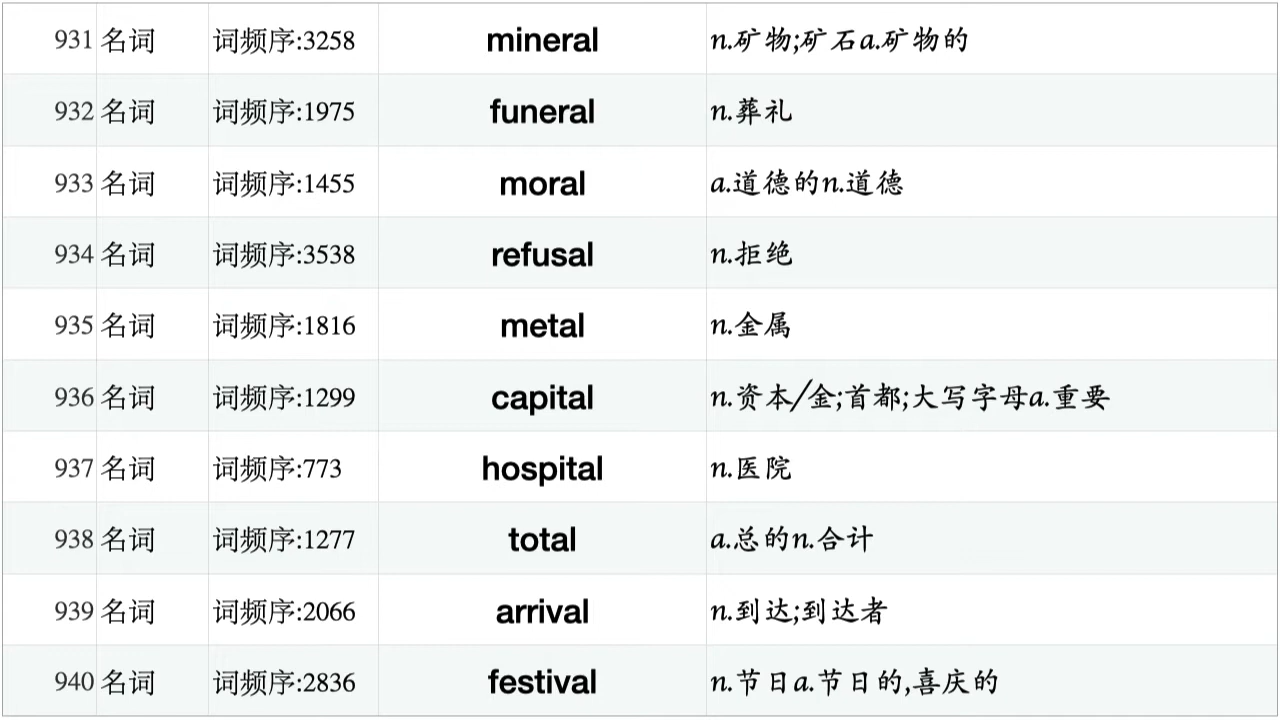 931 名词 词频序:3258 mineral n.矿物;矿石a.矿物的
932 名词 词频序:1975 funeral n.葬礼
933 名词 词频序:1455 moral a.道德的n.道德
934 名词 词频序:3538 refusal n.拒绝
935 名词 词频序:1816 metal n.金属
936 名词 词频序:1299 capital n.资本/金;首都;大写字母a.重要
937 名词 词频序:773 hospital n.医院
938 名词 词频序:1277 total a.总的n.合计
939 名词 词频序:2066 arrival n.到达;到达者
940 名词 词频序:2836 festival n.节日a.节日的,喜庆的